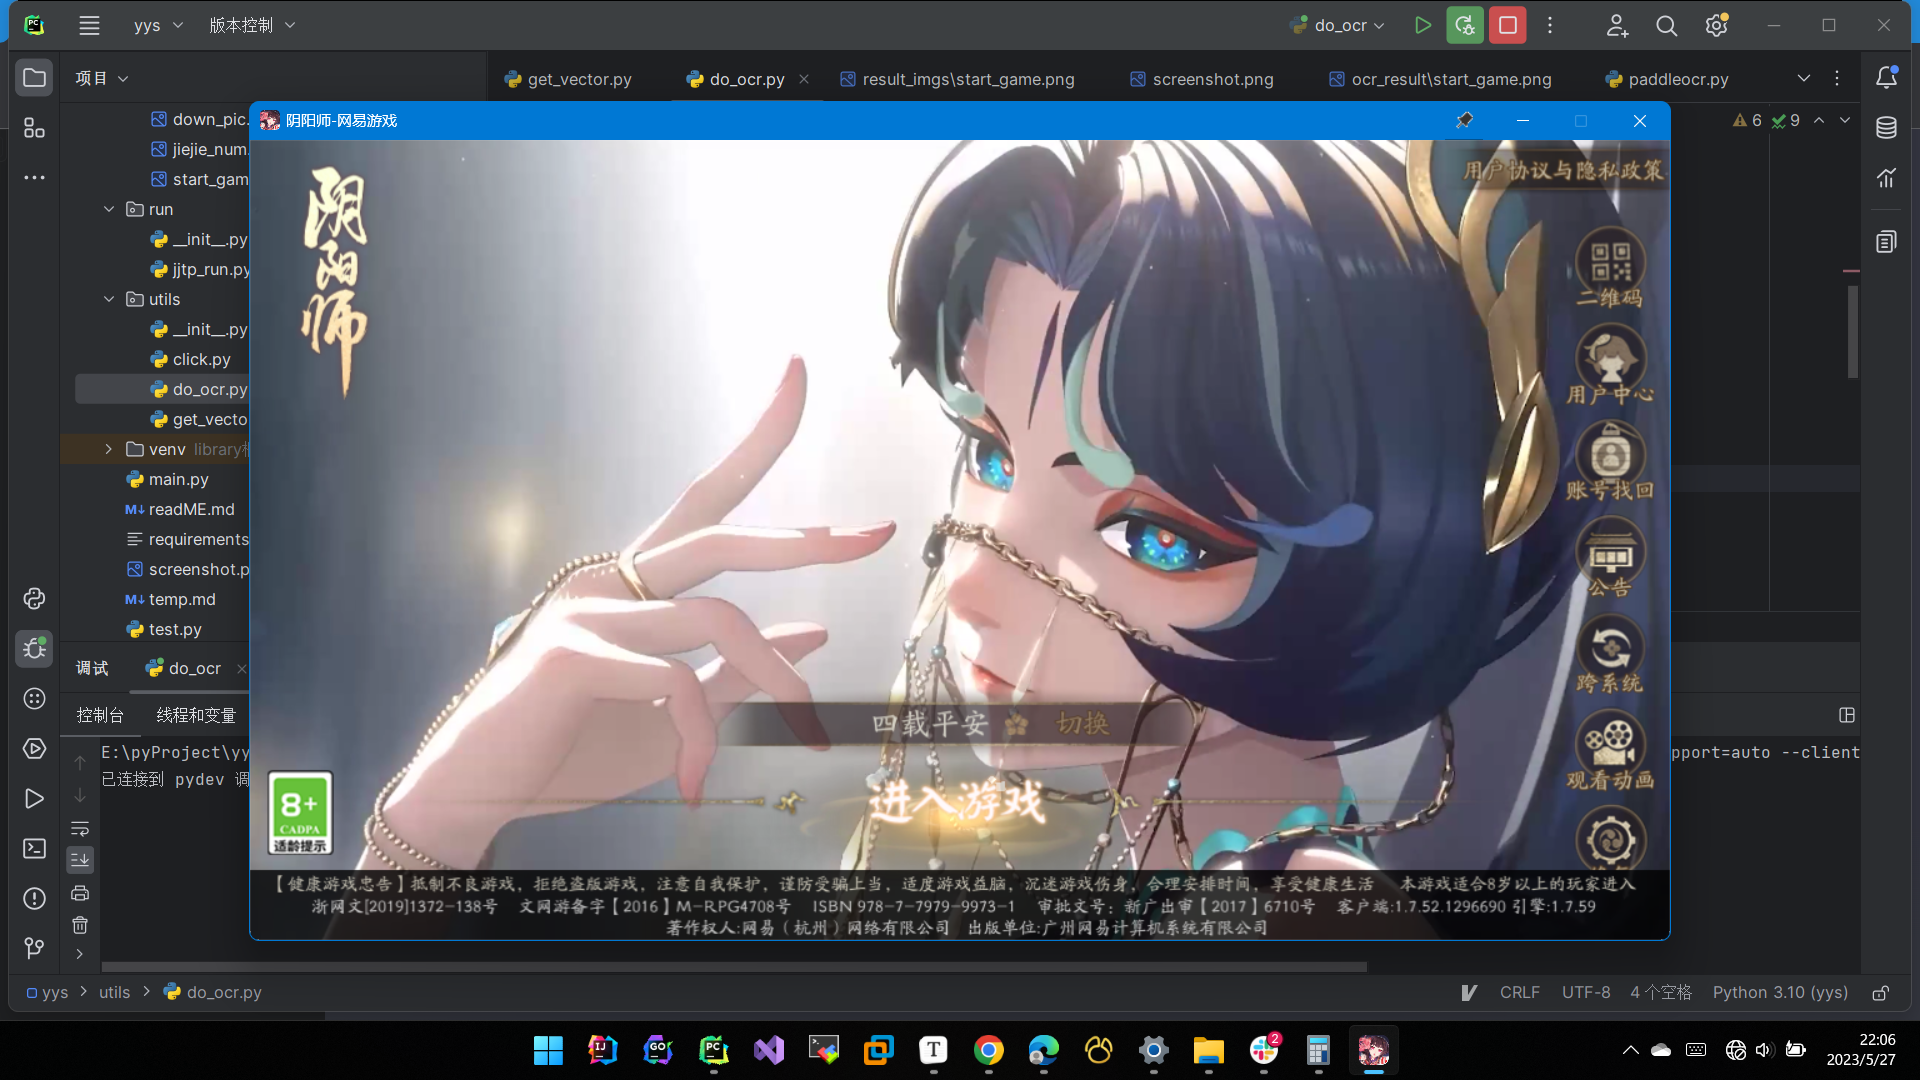 yys
版本控制
do_ocr
项目
get_vector.py
do_ocr.py
result_imgs\start_game.png
screenshot.png
ocr_result\start_game.png
paddleocr.py
6
9
down_pic.
jiejie_num.
start_gam
run
__init__.py
jjtp_run.py
utils
__init__.py
click.py
do_ocr.py
get_vecto
venv library
main.py
readME.md
requirements
screenshot.p
temp.md
test.py
阴阳师-网易游戏
阴阳师
用户协议与隐私政策
二维码
用户中心
账号找回
公告
跨系统
观看动画
四载平安
切换
进入游戏
8+
CADPA
适龄提示
【健康游戏忠告】抵制不良游戏，拒绝盗版游戏，注意自我保护，谨防受骗上当，适度游戏益脑，沉迷游戏伤身，合理安排时间，享受健康生活 本游戏适合8岁以上的玩家进入
浙网文[2019]1372-138号 文网游备字【2016】M-RPG4708号 ISBN 978-7-7979-9973-1 审批文号：新广出审【2017】6710号 客户端:1.7.52.1296690 引擎:1.7.59
著作权人:网易（杭州）网络有限公司 出版单位:广州网易计算机系统有限公司
调试
do_ocr
控制台
线程和变量
E:\pyProject\yy
pport=auto --client
已连接到 pydev 调
yys
utils
do_ocr.py
CRLF
UTF-8
4 个空格
Python 3.10 (yys)
2
22:06
2023/5/27